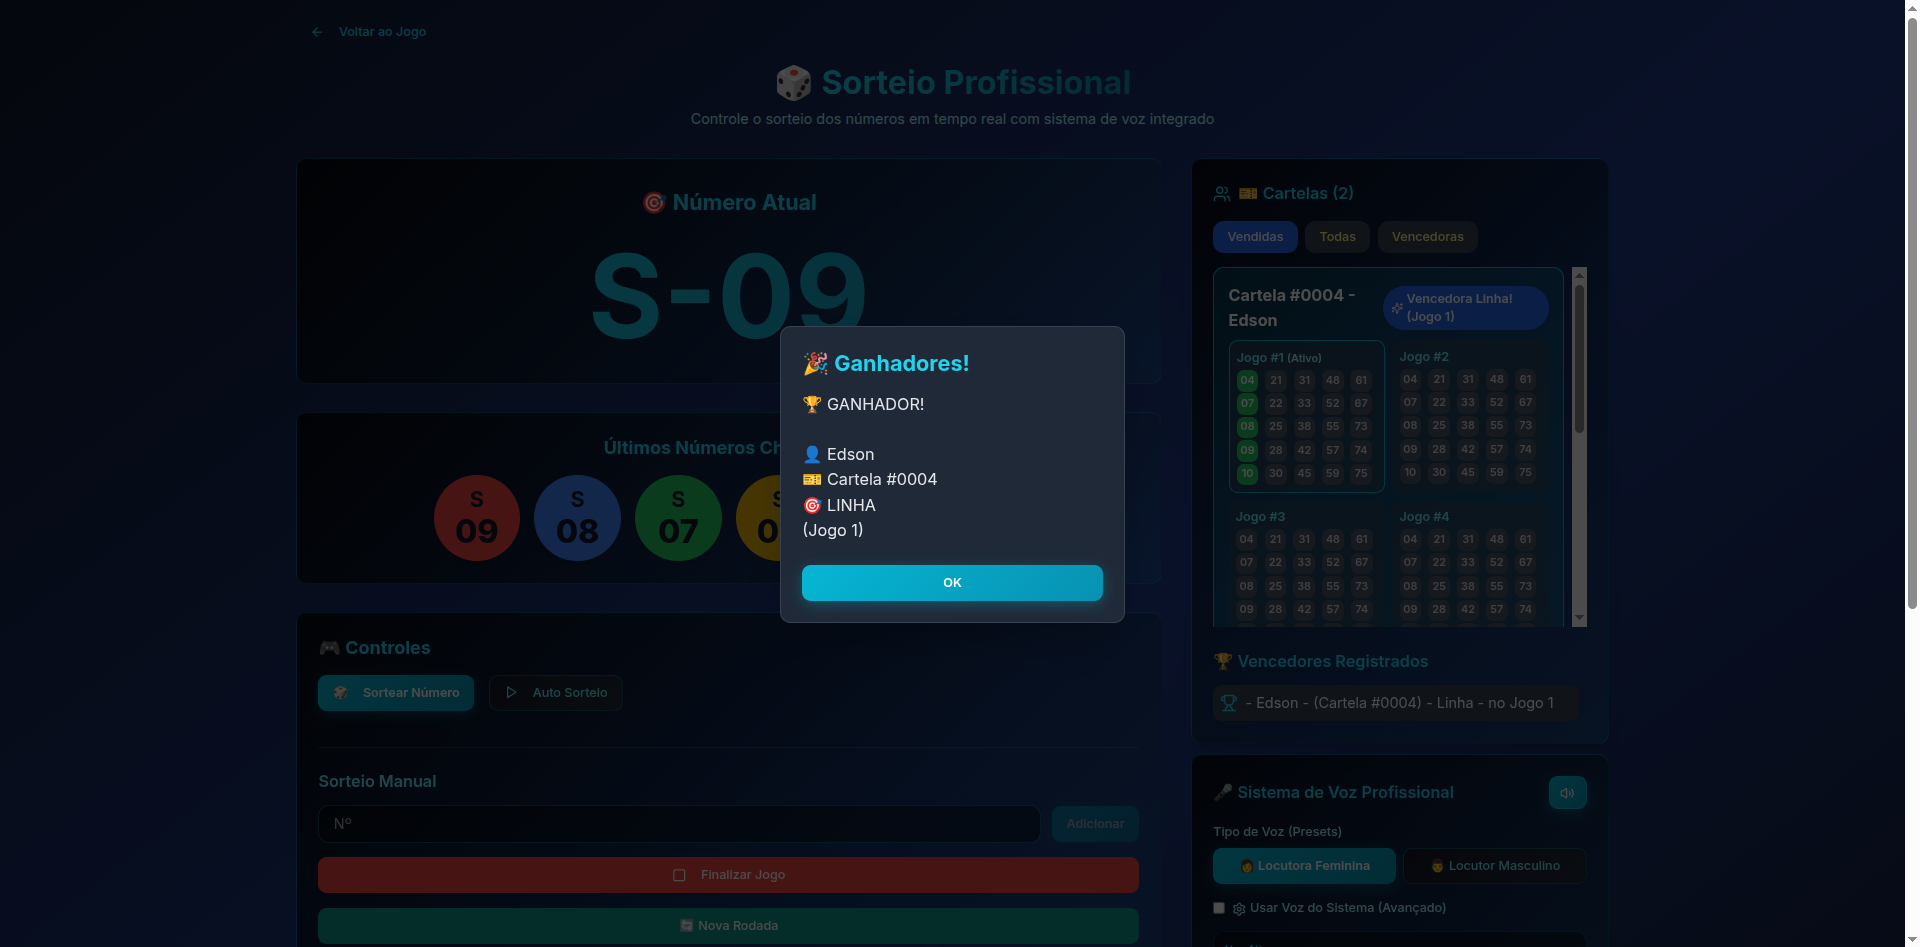 Voltar ao Jogo
Sorteio Profissional
Controle o sorteio dos números em tempo real com sistema de voz integrado
Número Atual
S-09
Últimos Números Ch
S
09
S
08
S
07
Controles
Sortear Número
Auto Sorteio
Sorteio Manual
Nº
Adicionar
Finalizar Jogo
Nova Rodada
🎉 Ganhadores!
🏆 GANHADOR!
👤 Edson
🎫 Cartela #0004
🎯 LINHA
(Jogo 1)
OK
Cartelas (2)
Vendidas
Todas
Vencedoras
Cartela #0004 -
Edson
Vencedora Linha!
(Jogo 1)
Jogo #1 (Ativo)
04 21 31 48 61
07 22 33 52 67
08 25 38 55 73
09 28 42 57 74
10 30 45 59 75
Jogo #2
04 21 31 48 61
07 22 33 52 67
08 25 38 55 73
09 28 42 57 74
10 30 45 59 75
Jogo #3
04 21 31 48 61
07 22 33 52 67
08 25 38 55 73
09 28 42 57 74
Jogo #4
04 21 31 48 61
07 22 33 52 67
08 25 38 55 73
09 28 42 57 74
Vencedores Registrados
- Edson - (Cartela #0004) - Linha - no Jogo 1
Sistema de Voz Profissional
Tipo de Voz (Presets)
Locutora Feminina
Locutor Masculino
Usar Voz do Sistema (Avançado)